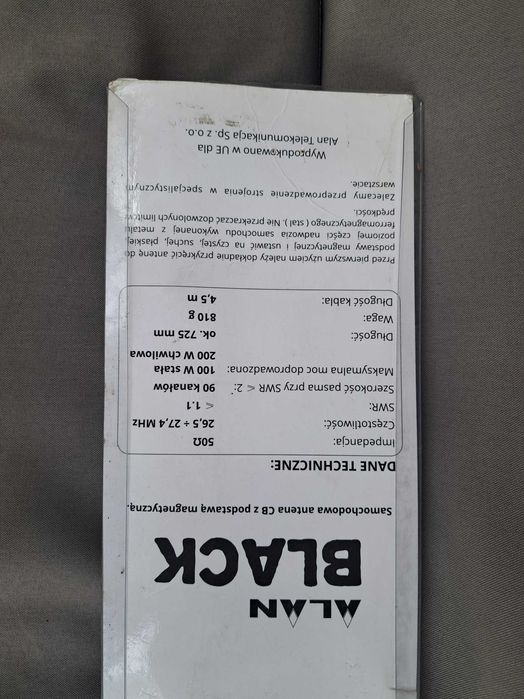 ALAN
BLACK
Samochodowa antena CB z podstawą magnetyczną.
DANE TECHNICZNE:
Impedancja: 50Ω
Częstotliwość: 26,5 ÷ 27,4 MHz
SWR: < 1.1
Szerokość pasma przy SWR < 2: 90 kanałów
Maksymalna moc doprowadzona: 100 W stała
200 W chwilowa
Długość: ok. 725 mm
Waga: 810 g
Długość kabla: 4,5 m
Przed pierwszym użyciem należy dokładnie przykręcić antenę do
podstawy magnetycznej i ustawić na czystej, suchej, płaskiej,
poziomej części nadwozia samochodu wykonanej z metalu
ferromagnetycznego ( stal ). Nie przekraczać dozwolonych limitów
prędkości.
Zalecamy przeprowadzenie strojenia w specjalistycznym
warsztacie.
Wyprodukowano w UE dla
Alan Telekomunikacja Sp. z o.o.